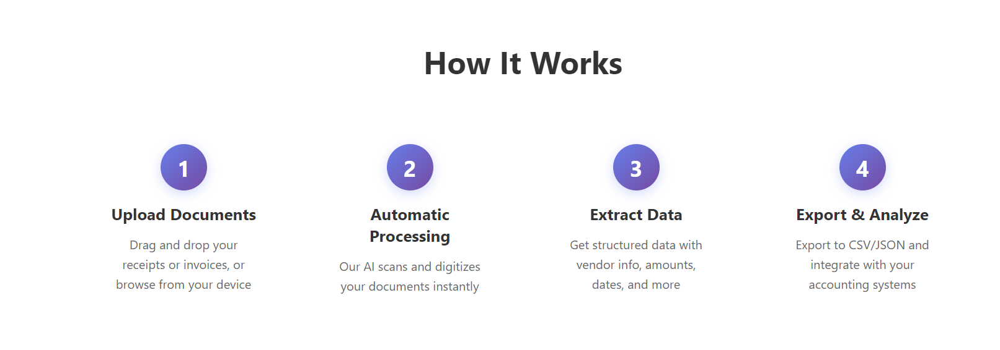 How It Works
1
Upload Documents
Drag and drop your
receipts or invoices, or
browse from your device
2
Automatic
Processing
Our AI scans and digitizes
your documents instantly
3
Extract Data
Get structured data with
vendor info, amounts,
dates, and more
4
Export & Analyze
Export to CSV/JSON and
integrate with your
accounting systems